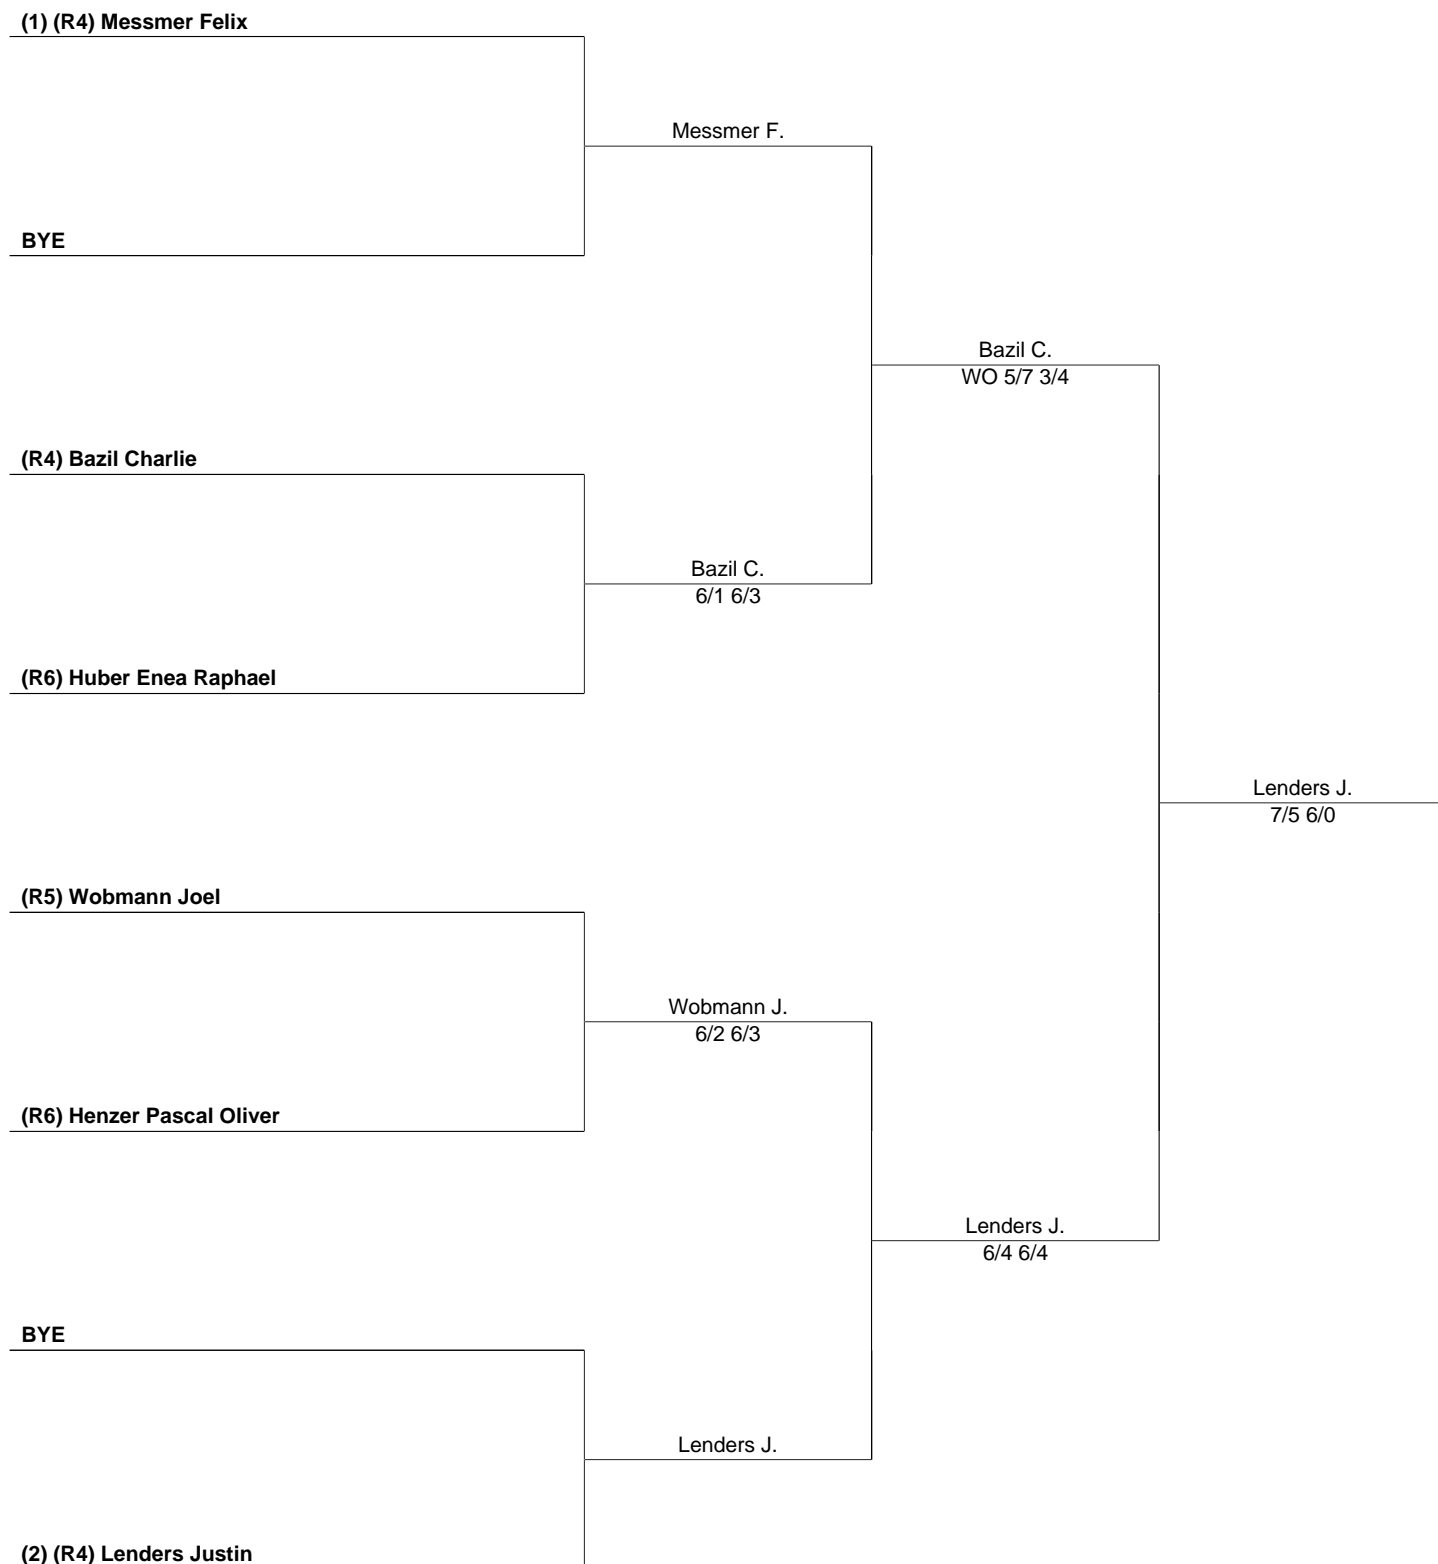 (1) (R4) Messmer Felix
Messmer F.
BYE
Bazil C.
WO 5/7 3/4
(R4) Bazil Charlie
Bazil C.
6/1 6/3
(R6) Huber Enea Raphael
Lenders J.
7/5 6/0
(R5) Wobmann Joel
Wobmann J.
6/2 6/3
(R6) Henzer Pascal Oliver
Lenders J.
6/4 6/4
BYE
Lenders J.
(2) (R4) Lenders Justin